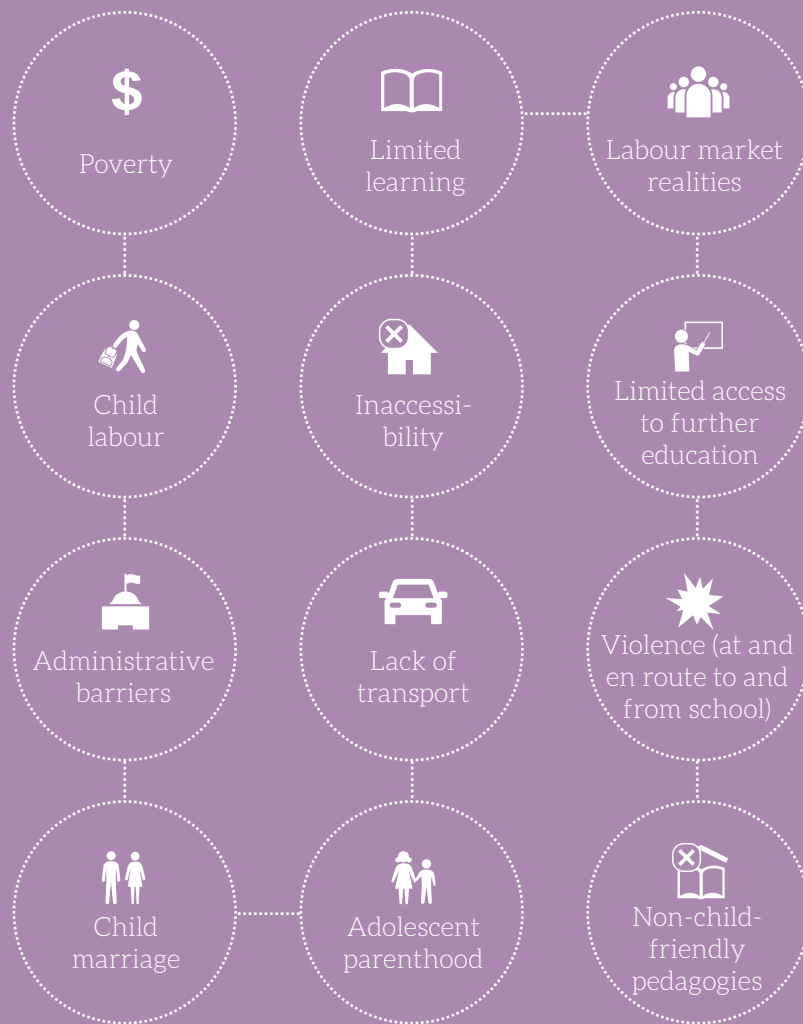 $
Poverty
Limited
learning
Labour market
realities
Child
labour
Inaccessi-
bility
Limited access
to further
education
Administrative
barriers
Lack of
transport
Violence (at and
en route to and
from school)
Child
marriage
Adolescent
parenthood
Non-child-
friendly
pedagogies